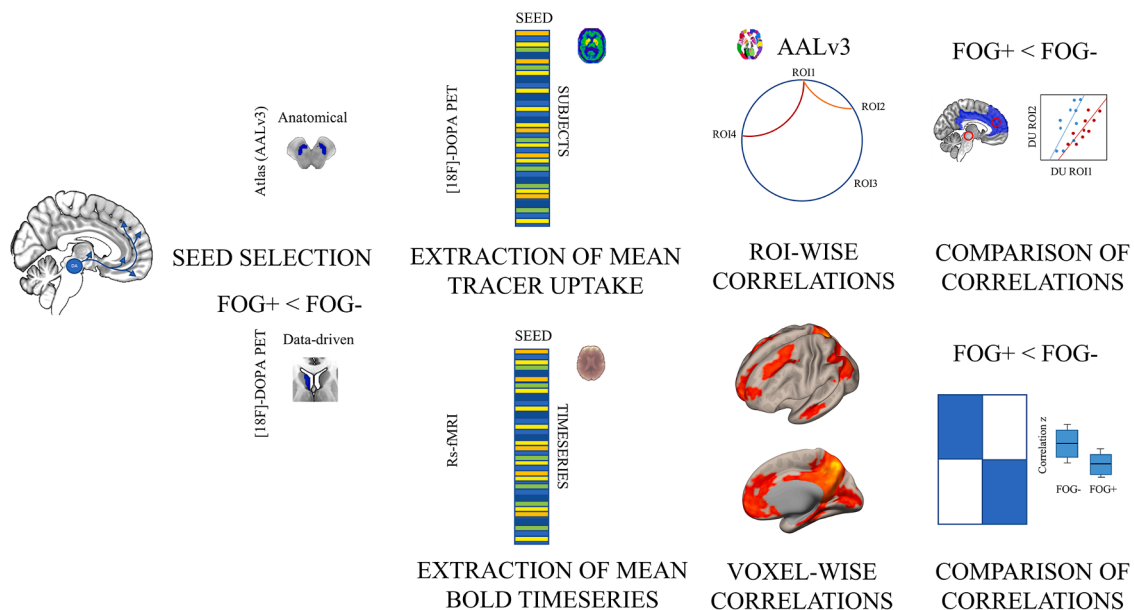 DA
SEED SELECTION
Atlas (AALv3)
Anatomical
FOG+ < FOG-
[18F]-DOPA PET
Data-driven
SEED
[18F]-DOPA PET
SUBJECTS
EXTRACTION OF MEAN
TRACER UPTAKE
SEED
Rs-fMRI
TIMESERIES
EXTRACTION OF MEAN
BOLD TIMESERIES
AALv3
ROI1
ROI2
ROI4
ROI3
ROI-WISE
CORRELATIONS
VOXEL-WISE
CORRELATIONS
FOG+ < FOG-
DU ROI2
DU ROI1
COMPARISON OF
CORRELATIONS
FOG+ < FOG-
Correlation z
FOG-
FOG+
COMPARISON OF
CORRELATIONS